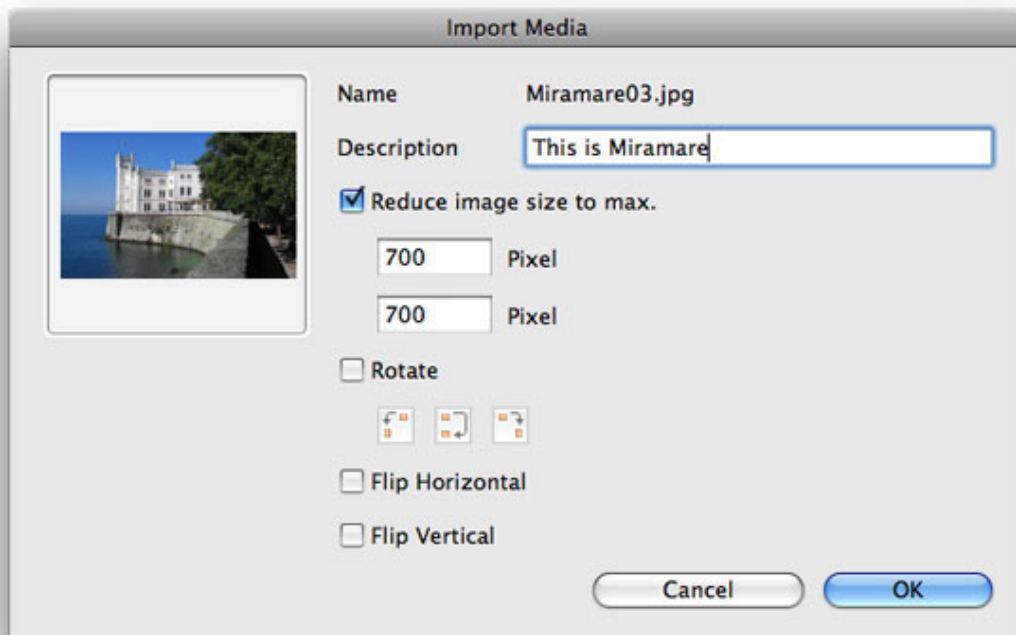 Import Media
Name Miramare03.jpg
Description This is Miramare
Reduce image size to max.
700 Pixel
700 Pixel
Rotate
Flip Horizontal
Flip Vertical
Cancel OK